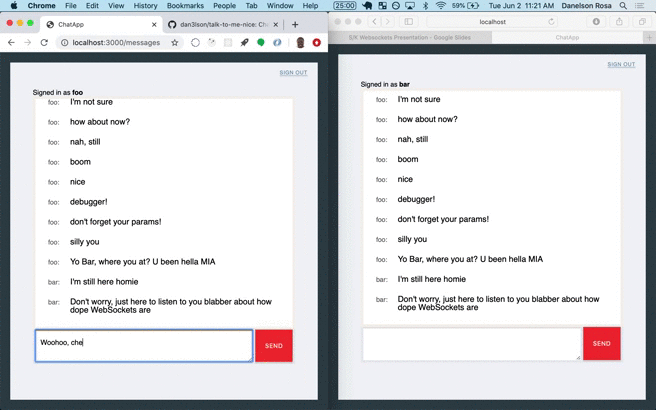 Chrome File Edit View History Bookmarks People Tab Window Help 25:00 59% Tue Jun 2 11:21 AM Danelson Rosa
ChatApp
dan3lson/talk-to-me-nice: Ch
localhost:3000/messages
SIGN OUT
Signed in as foo
foo: I'm not sure
foo: how about now?
foo: nah, still
foo: boom
foo: nice
foo: debugger!
foo: don't forget your params!
foo: silly you
foo: Yo Bar, where you at? U been hella MIA
bar: I'm still here homie
bar: Don't worry, just here to listen to you blabber about how
dope WebSockets are
Woohoo, che
SEND
localhost
Websockets Presentation - Google Slides
ChatApp
SIGN OUT
Signed in as bar
foo: I'm not sure
foo: how about now?
foo: nah, still
foo: boom
foo: nice
foo: debugger!
foo: don't forget your params!
foo: silly you
foo: Yo Bar, where you at? U been hella MIA
bar: I'm still here homie
bar: Don't worry, just here to listen to you blabber about how
dope WebSockets are
SEND